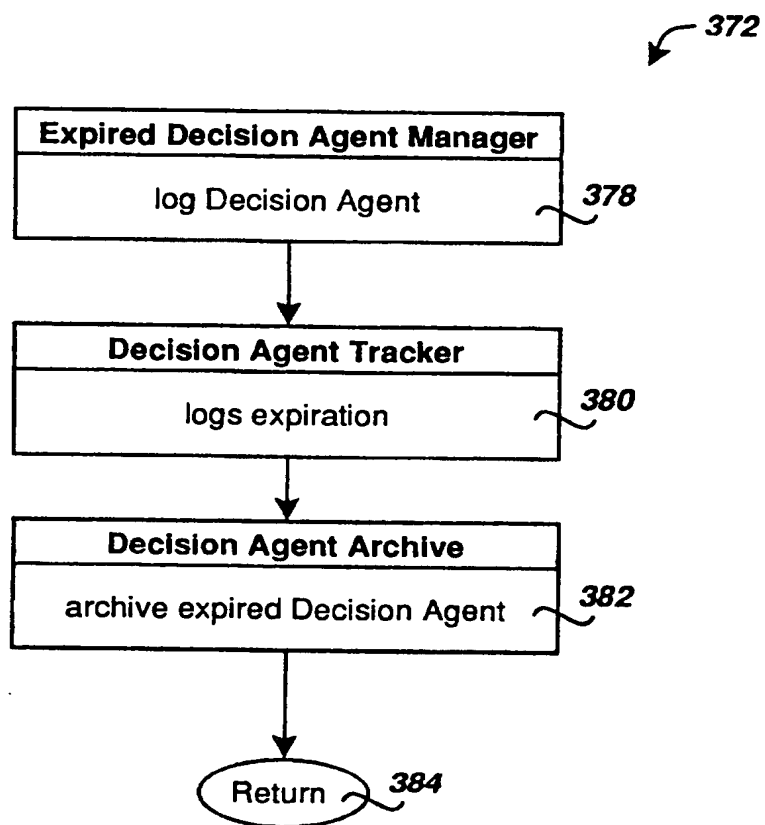 372
Expired Decision Agent Manager
log Decision Agent
378
Decision Agent Tracker
logs expiration
380
Decision Agent Archive
archive expired Decision Agent
382
Return
384